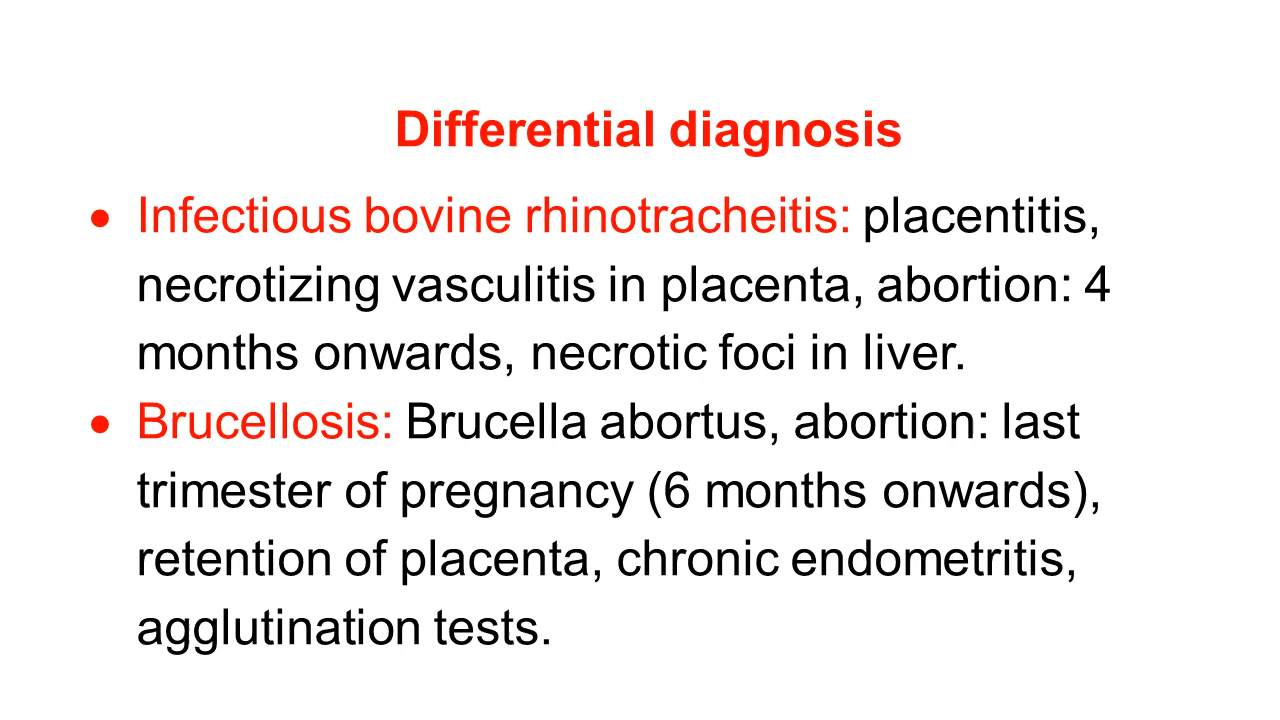 Differential diagnosis
• Infectious bovine rhinotracheitis: placentitis,
necrotizing vasculitis in placenta, abortion: 4
months onwards, necrotic foci in liver.
• Brucellosis: Brucella abortus, abortion: last
trimester of pregnancy (6 months onwards),
retention of placenta, chronic endometritis,
agglutination tests.